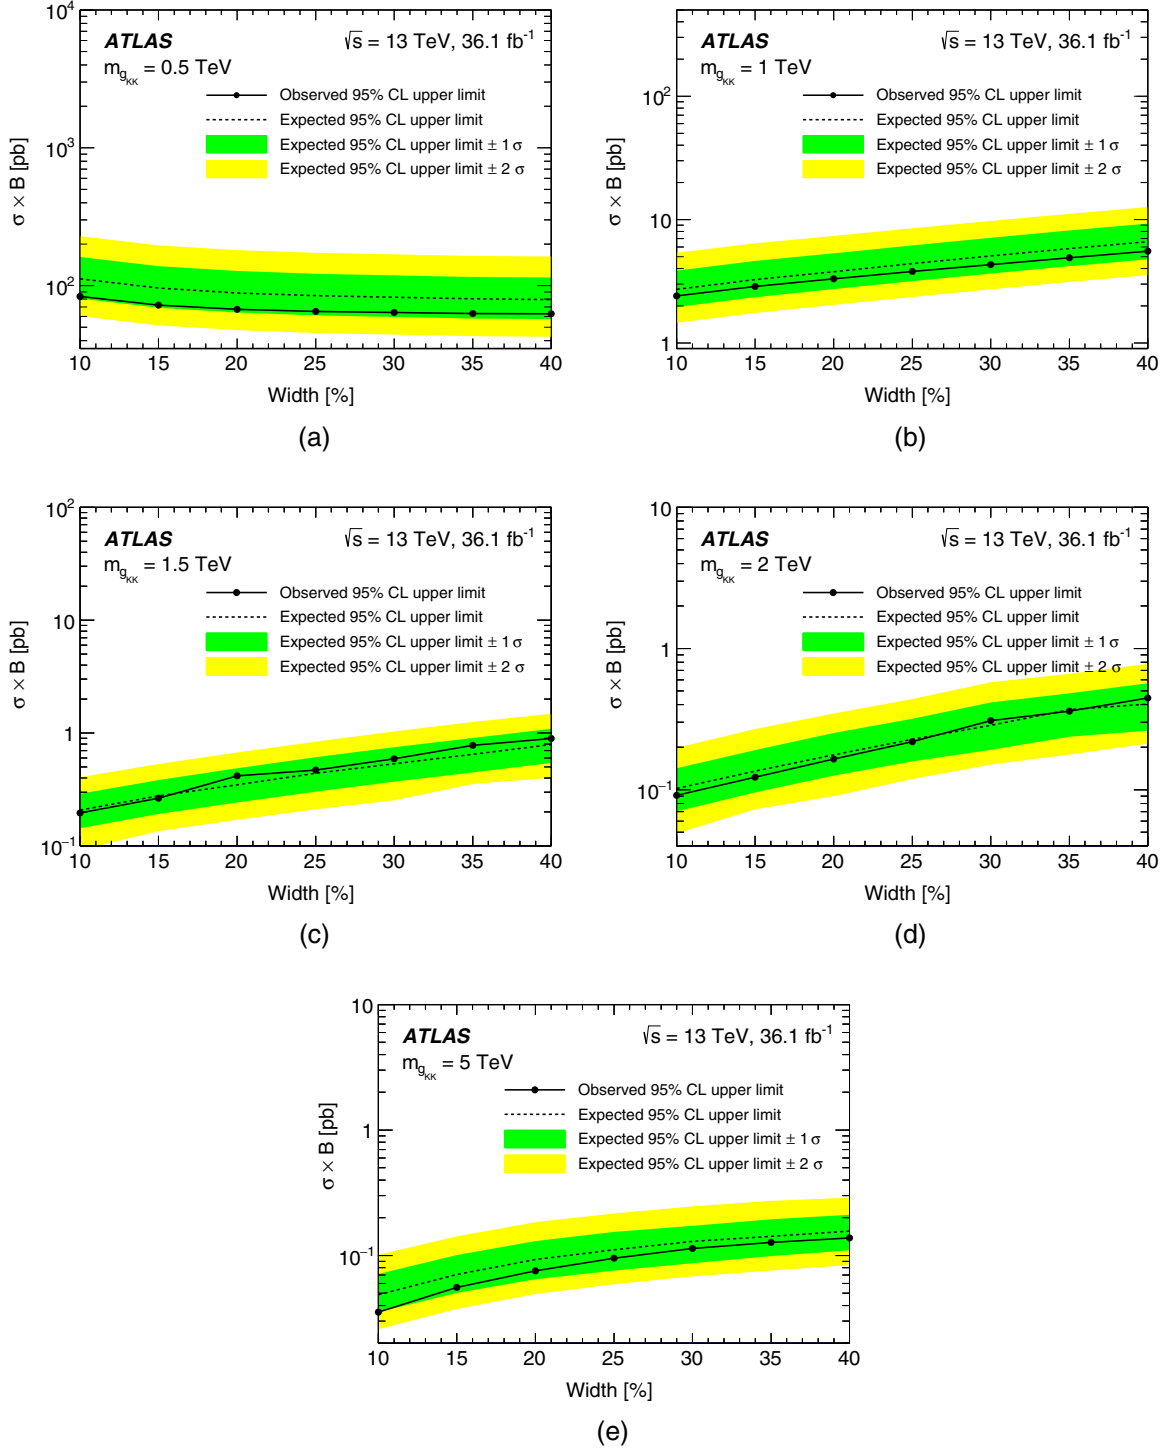 ATLAS
√s = 13 TeV, 36.1 fb⁻¹
m_gKK = 0.5 TeV
Observed 95% CL upper limit
Expected 95% CL upper limit
Expected 95% CL upper limit ± 1 σ
Expected 95% CL upper limit ± 2 σ
σ × B [pb]
10⁴
10³
10²
10 15 20 25 30 35 40
Width [%]
(a)
ATLAS
√s = 13 TeV, 36.1 fb⁻¹
m_gKK = 1 TeV
Observed 95% CL upper limit
Expected 95% CL upper limit
Expected 95% CL upper limit ± 1 σ
Expected 95% CL upper limit ± 2 σ
σ × B [pb]
10²
10
1
10 15 20 25 30 35 40
Width [%]
(b)
ATLAS
√s = 13 TeV, 36.1 fb⁻¹
m_gKK = 1.5 TeV
Observed 95% CL upper limit
Expected 95% CL upper limit
Expected 95% CL upper limit ± 1 σ
Expected 95% CL upper limit ± 2 σ
σ × B [pb]
10²
10
1
10⁻¹
10 15 20 25 30 35 40
Width [%]
(c)
ATLAS
√s = 13 TeV, 36.1 fb⁻¹
m_gKK = 2 TeV
Observed 95% CL upper limit
Expected 95% CL upper limit
Expected 95% CL upper limit ± 1 σ
Expected 95% CL upper limit ± 2 σ
σ × B [pb]
10
1
10⁻¹
10 15 20 25 30 35 40
Width [%]
(d)
ATLAS
√s = 13 TeV, 36.1 fb⁻¹
m_gKK = 5 TeV
Observed 95% CL upper limit
Expected 95% CL upper limit
Expected 95% CL upper limit ± 1 σ
Expected 95% CL upper limit ± 2 σ
σ × B [pb]
10
1
10⁻¹
10 15 20 25 30 35 40
Width [%]
(e)